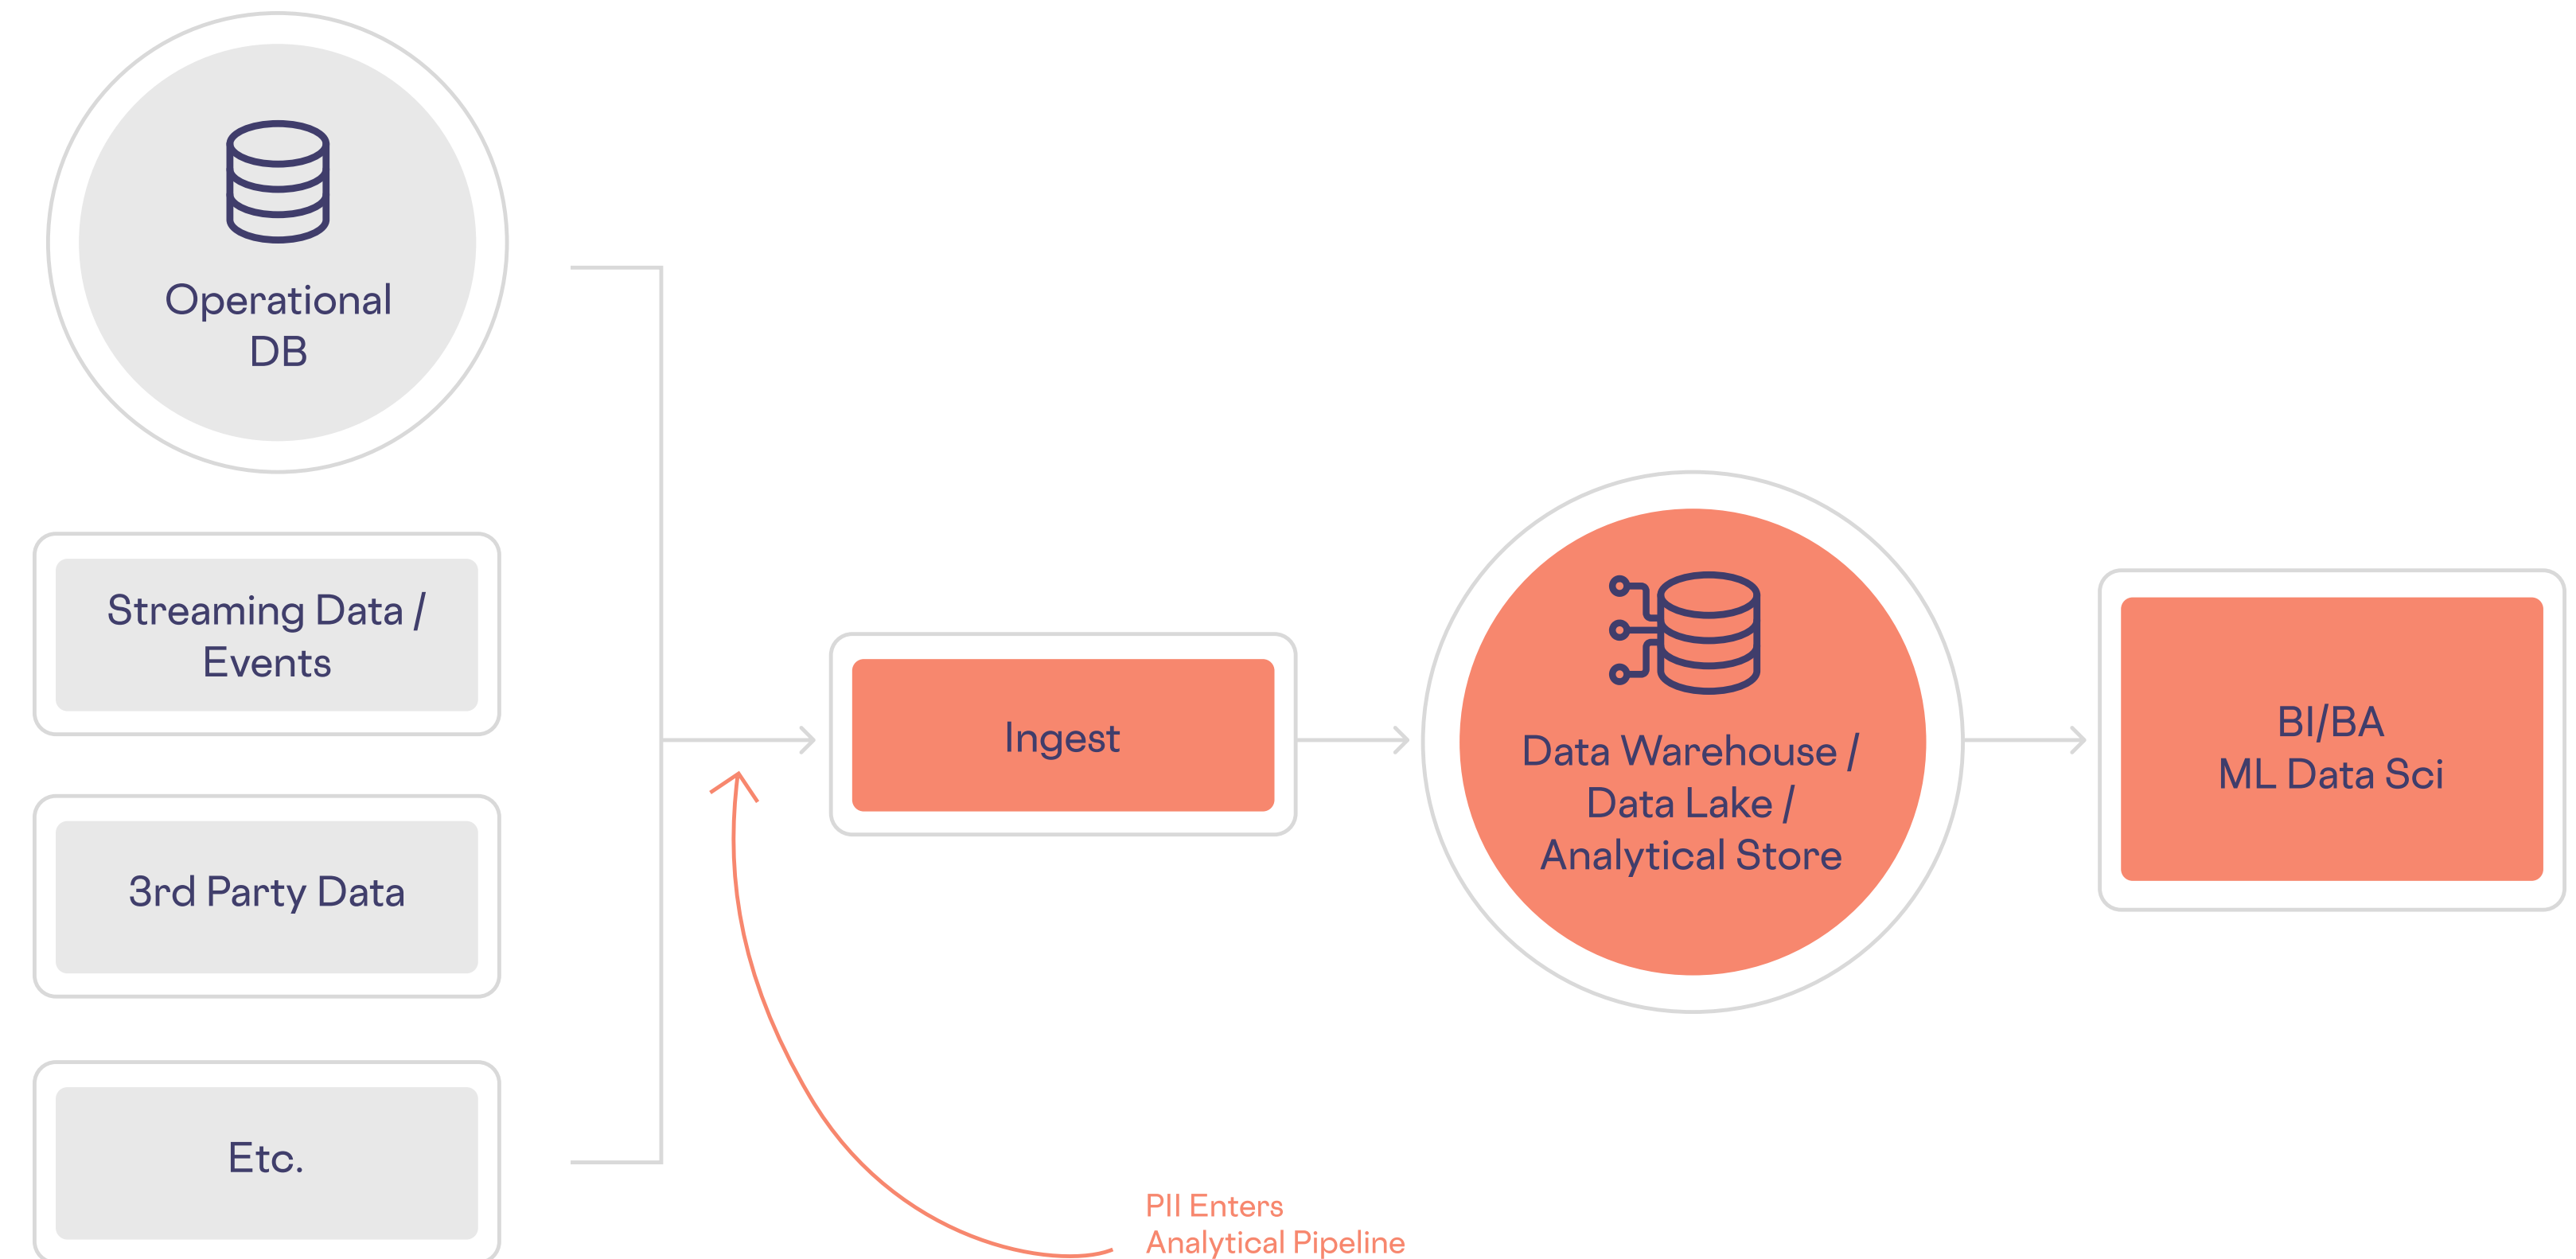 Operational
DB
Streaming Data /
Events
3rd Party Data
Etc.
Ingest
Data Warehouse /
Data Lake /
Analytical Store
BI/BA
ML Data Sci
PII Enters
Analytical Pipeline